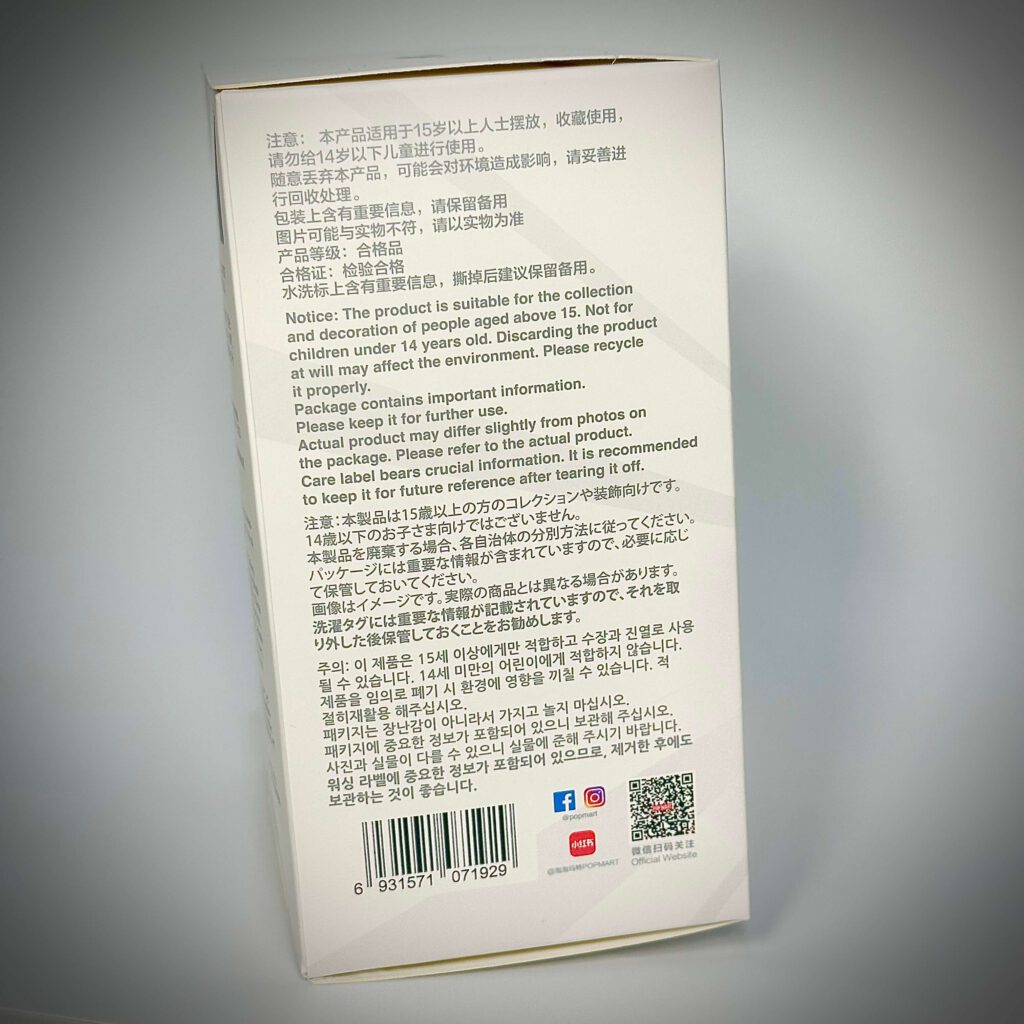 注意： 本产品适用于15岁以上人士摆放，收藏使用，
请勿给14岁以下儿童进行使用。
随意丢弃本产品，可能会对环境造成影响，请妥善进
行回收处理。
包装上含有重要信息，请保留备用
图片可能与实物不符，请以实物为准
产品等级：合格品
合格证：检验合格
水洗标上含有重要信息，撕掉后建议保留备用。
Notice: The product is suitable for the collection
and decoration of people aged above 15. Not for
children under 14 years old. Discarding the product
at will may affect the environment. Please recycle
it properly.
Package contains important information.
Please keep it for further use.
Actual product may differ slightly from photos on
the package. Please refer to the actual product.
Care label bears crucial information. It is recommended
to keep it for future reference after tearing it off.
注意：本製品は15歳以上の方のコレクションや装飾向けです。
14歳以下のお子さま向けではございません。
本製品を廃棄する場合、各自治体の分別方法に従ってください。
パッケージには重要な情報が含まれていますので、必要に応じ
て保管しておいてください。
画像はイメージです。実際の商品とは異なる場合があります。
洗濯タグには重要な情報が記載されていますので、それを取
り外した後保管しておくことをお勧めします。
주의: 이 제품은 15세 이상에게만 적합하고 수장과 진열로 사용
될 수 있습니다. 14세 미만의 어린이에게 적합하지 않습니다.
제품을 임의로 폐기 시 환경에 영향을 끼칠 수 있습니다. 적
절히재활용 해주십시오.
패키지는 장난감이 아니라서 가지고 놀지 마십시오.
패키지에 중요한 정보가 포함되어 있으니 보관해 주십시오.
사진과 실물이 다를 수 있으니 실물에 준해 주시기 바랍니다.
워싱 라벨에 중요한 정보가 포함되어 있으므로, 제거한 후에도
보관하는 것이 좋습니다.
@popmart
小红书
@泡泡玛特POPMART
POP MART
微信扫码关注
Official Website
6 931571 071929